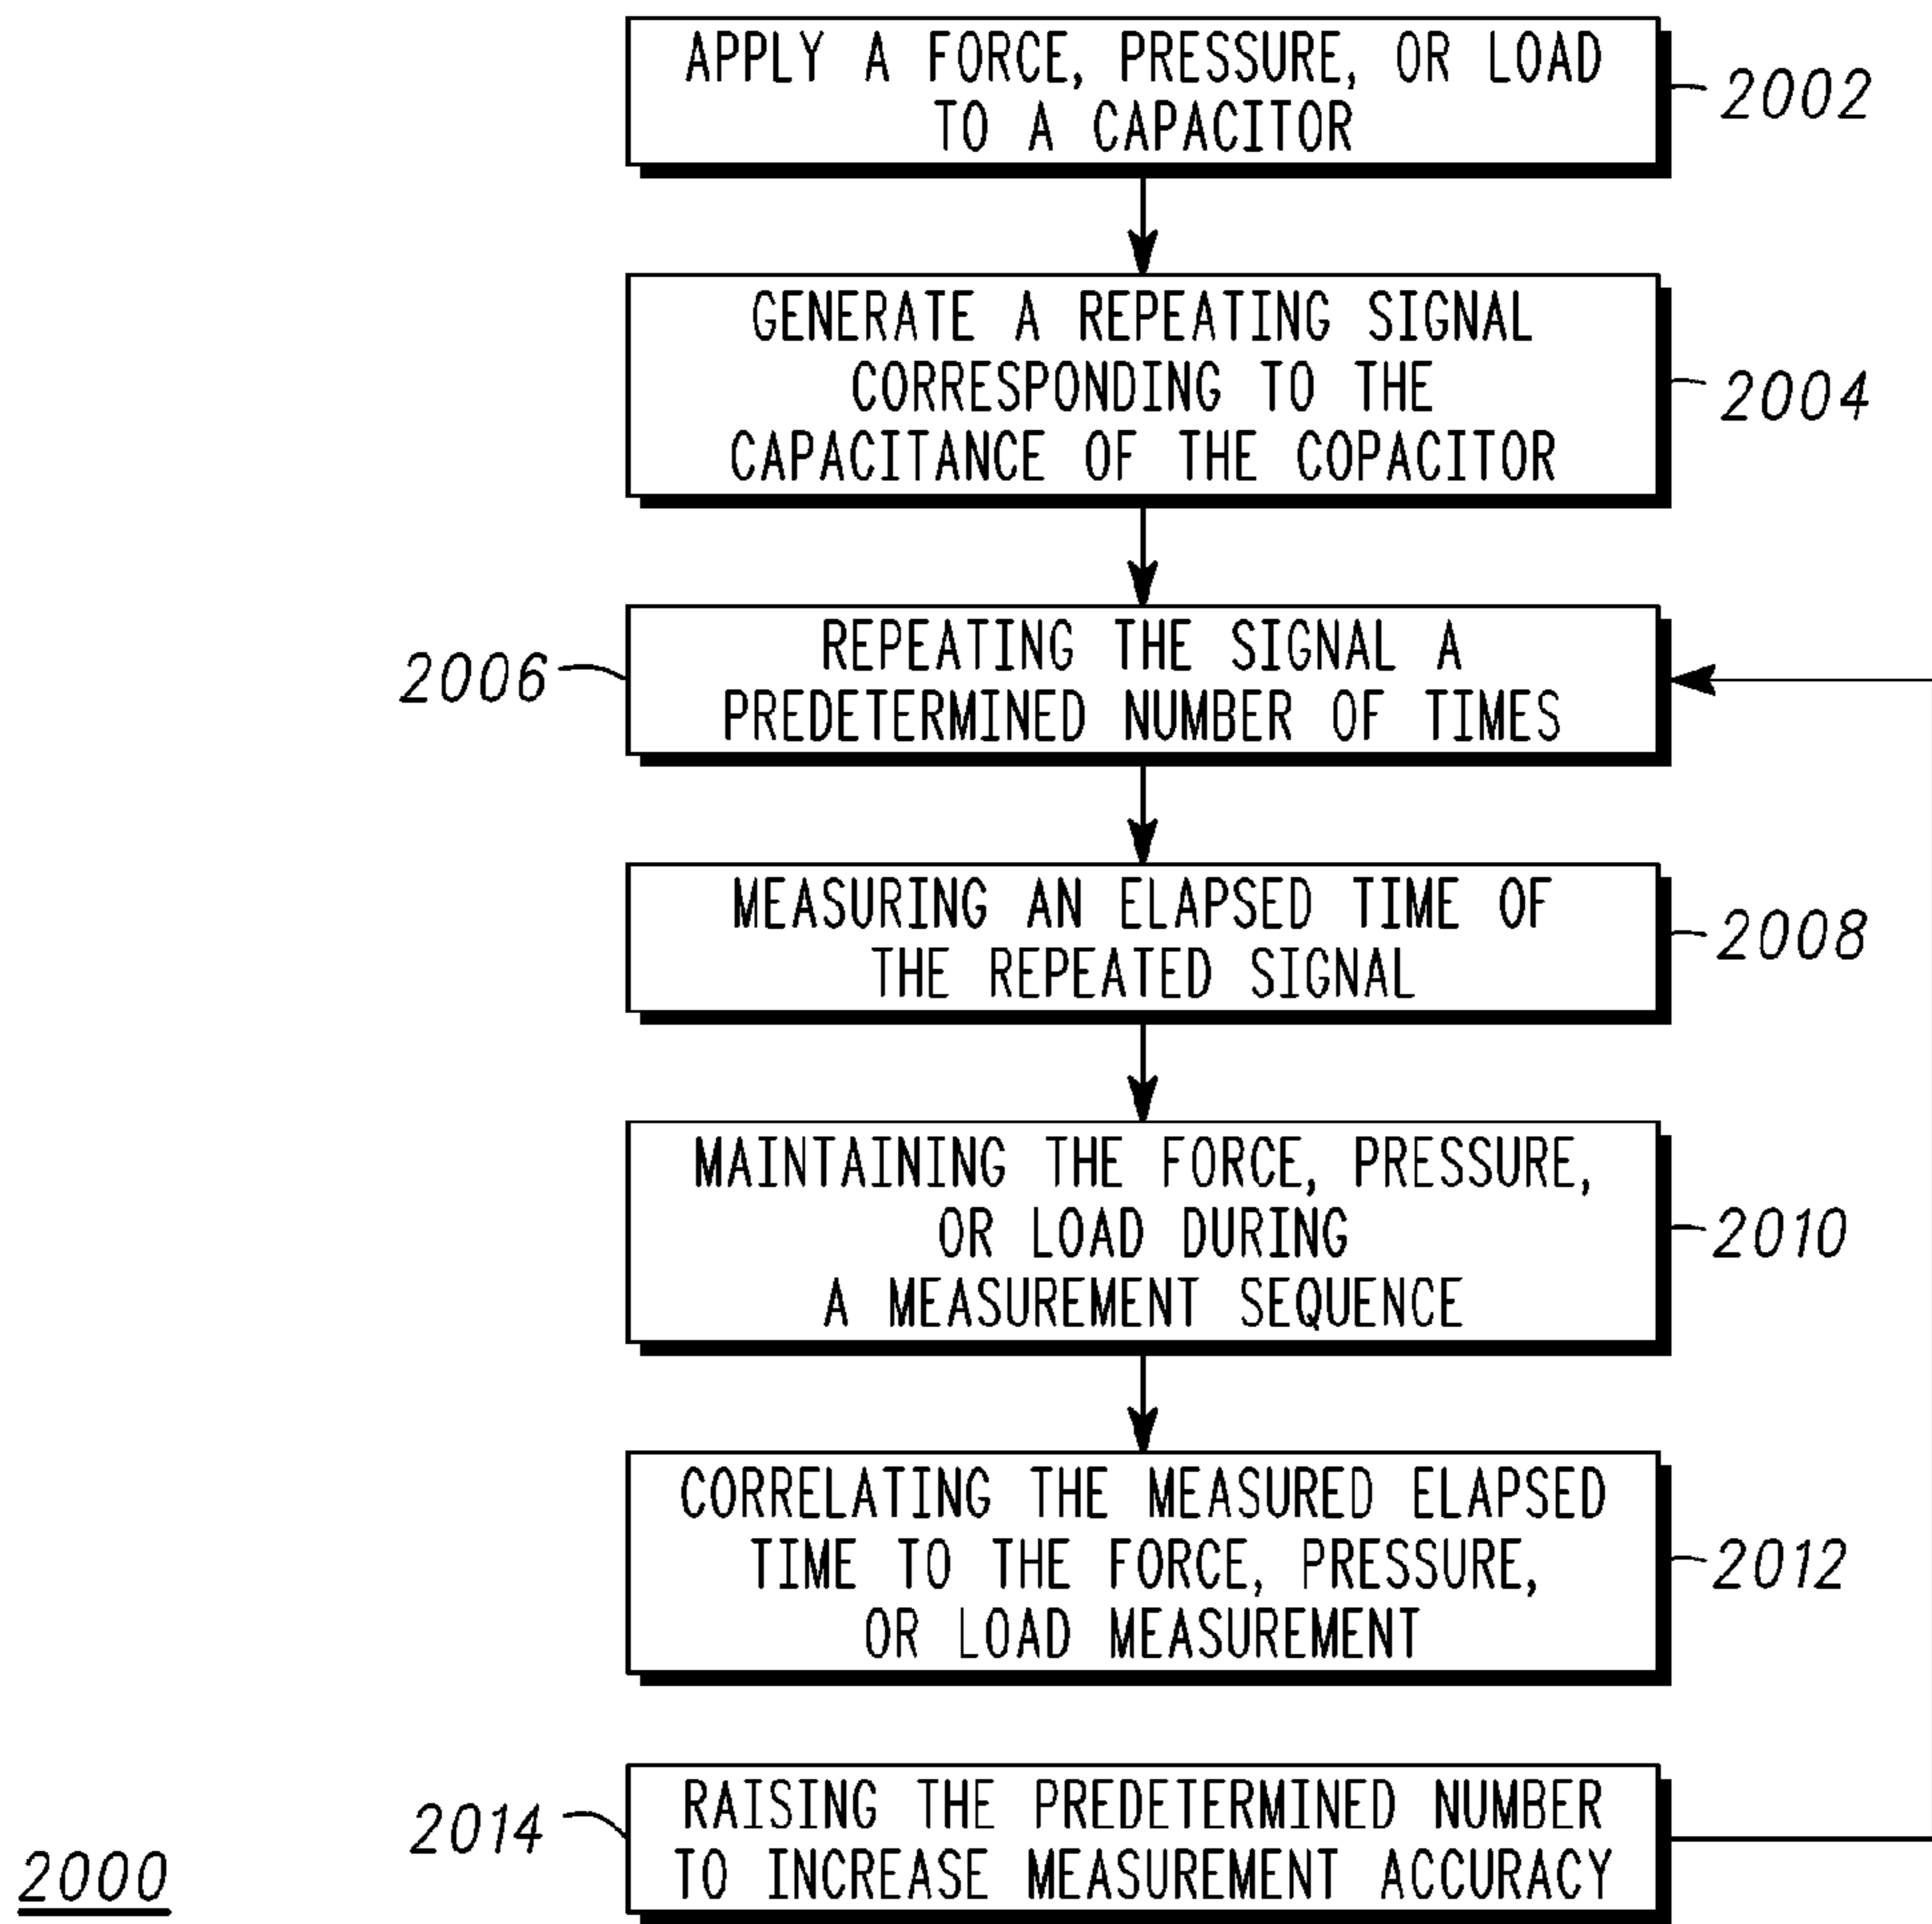 APPLY A FORCE, PRESSURE, OR LOAD
TO A CAPACITOR
2002
GENERATE A REPEATING SIGNAL
CORRESPONDING TO THE
CAPACITANCE OF THE COPACITOR
2004
REPEATING THE SIGNAL A
PREDETERMINED NUMBER OF TIMES
2006
MEASURING AN ELAPSED TIME OF
THE REPEATED SIGNAL
2008
MAINTAINING THE FORCE, PRESSURE,
OR LOAD DURING
A MEASUREMENT SEQUENCE
2010
CORRELATING THE MEASURED ELAPSED
TIME TO THE FORCE, PRESSURE,
OR LOAD MEASUREMENT
2012
RAISING THE PREDETERMINED NUMBER
TO INCREASE MEASUREMENT ACCURACY
2014
2000